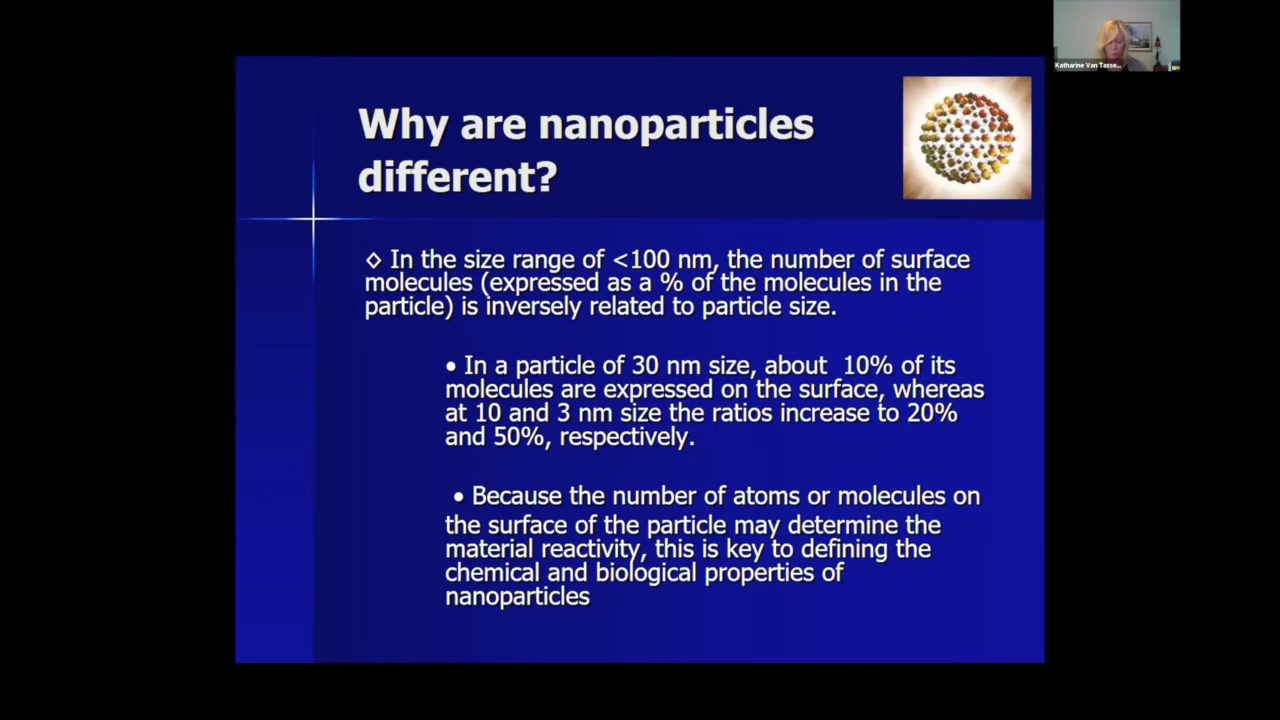 Katharine Van Tasse...
Why are nanoparticles
different?
◊ In the size range of <100 nm, the number of surface
molecules (expressed as a % of the molecules in the
particle) is inversely related to particle size.
• In a particle of 30 nm size, about 10% of its
molecules are expressed on the surface, whereas
at 10 and 3 nm size the ratios increase to 20%
and 50%, respectively.
• Because the number of atoms or molecules on
the surface of the particle may determine the
material reactivity, this is key to defining the
chemical and biological properties of
nanoparticles